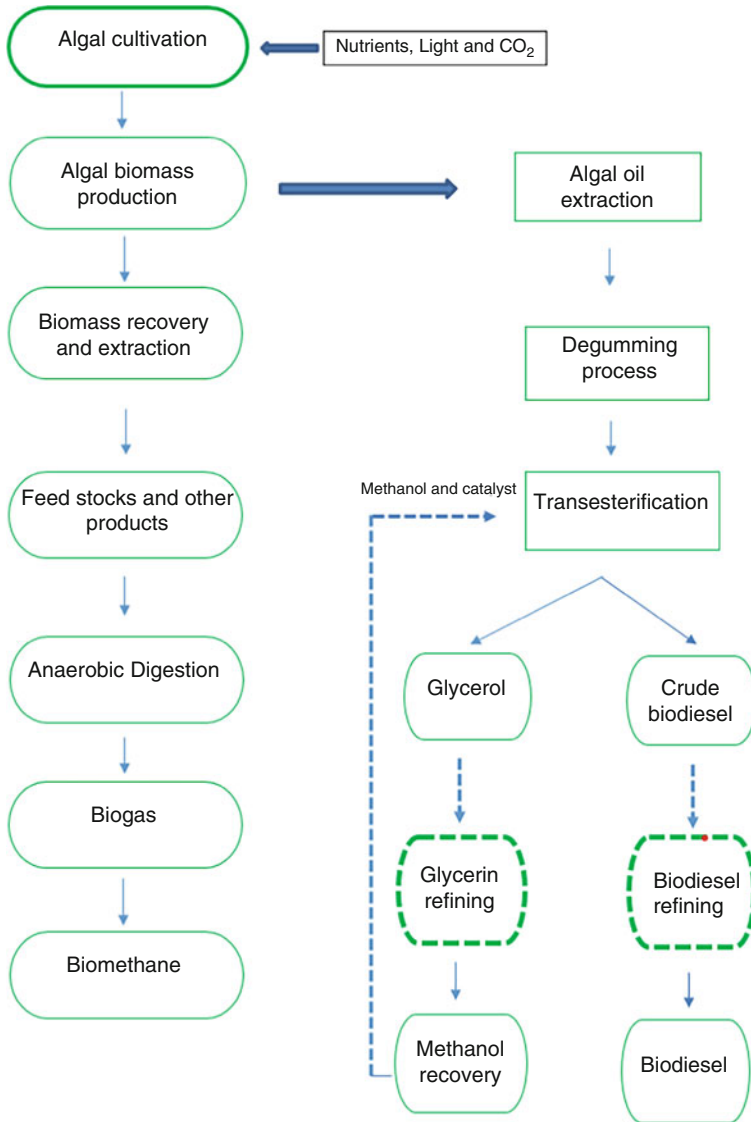 Algal cultivation
Nutrients, Light and CO₂
Algal biomass
production
Algal oil
extraction
Biomass recovery
and extraction
Degumming
process
Feed stocks and other
products
Methanol and catalyst
Transesterification
Anaerobic Digestion
Glycerol
Crude
biodiesel
Biogas
Glycerin
refining
Biodiesel
refining
Biomethane
Methanol
recovery
Biodiesel